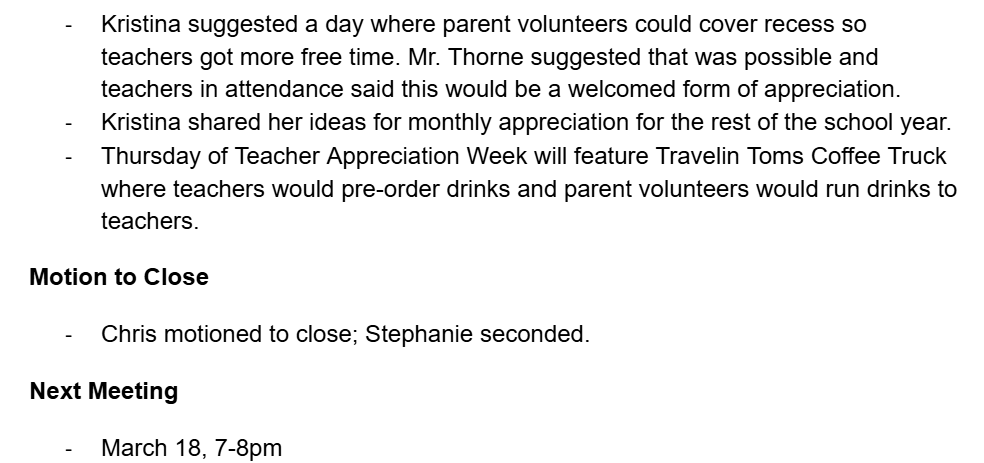 - Kristina suggested a day where parent volunteers could cover recess so
teachers got more free time. Mr. Thorne suggested that was possible and
teachers in attendance said this would be a welcomed form of appreciation.
- Kristina shared her ideas for monthly appreciation for the rest of the school year.
- Thursday of Teacher Appreciation Week will feature Travelin Toms Coffee Truck
where teachers would pre-order drinks and parent volunteers would run drinks to
teachers.
Motion to Close
- Chris motioned to close; Stephanie seconded.
Next Meeting
- March 18, 7-8pm